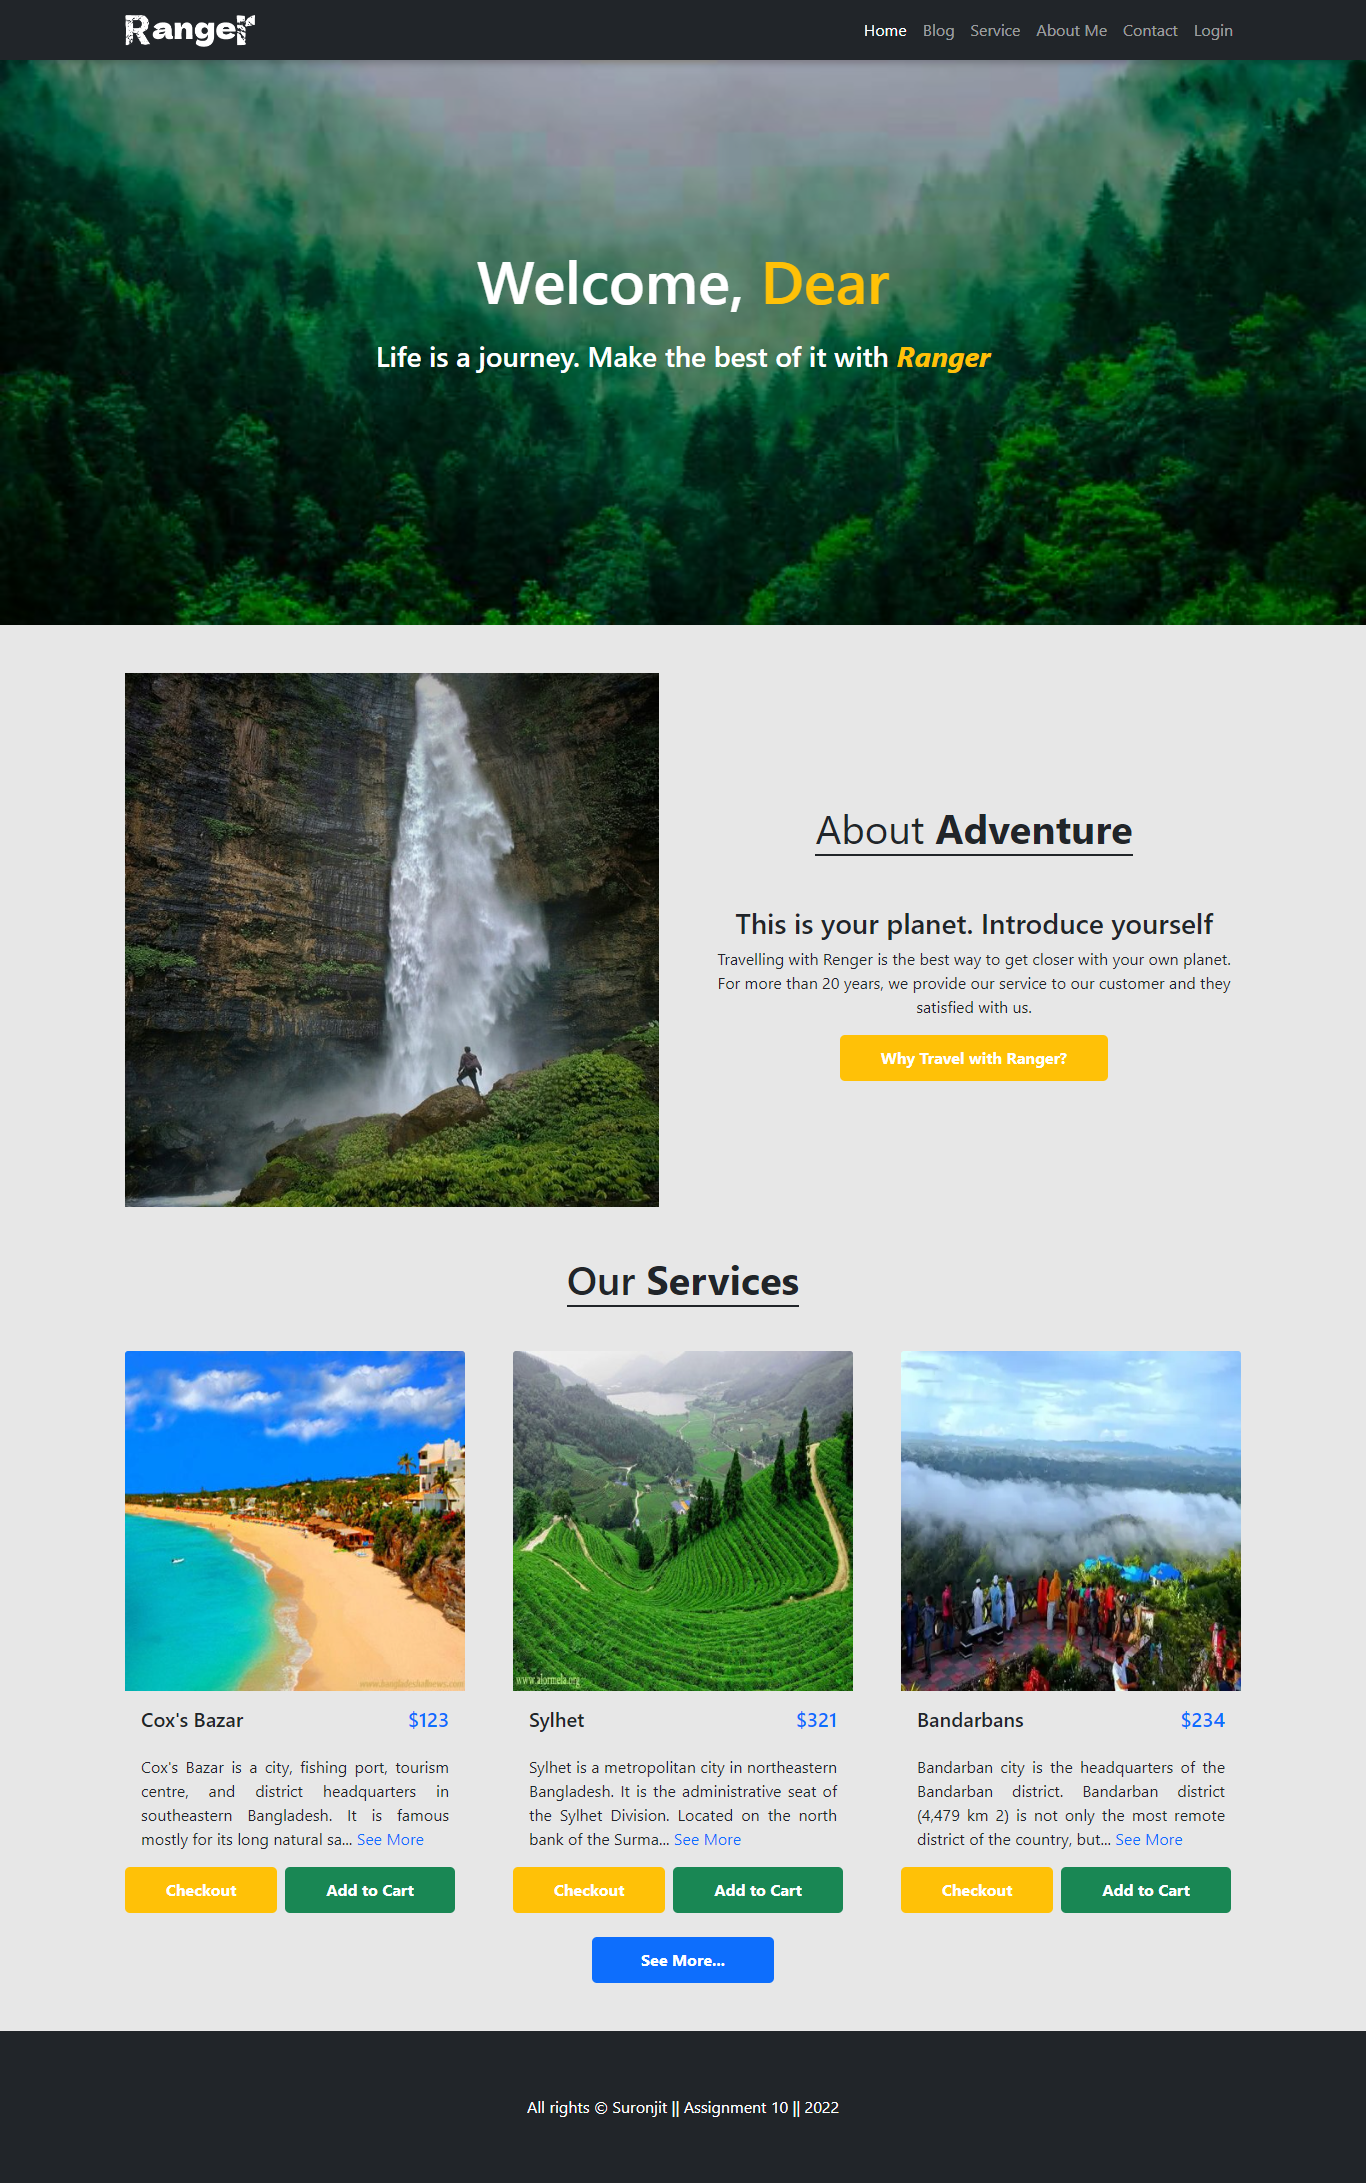 Ranger
Home Blog Service About Me Contact Login
Welcome, Dear
Life is a journey. Make the best of it with Ranger
About Adventure
This is your planet. Introduce yourself
Travelling with Renger is the best way to get closer with your own planet.
For more than 20 years, we provide our service to our customer and they
satisfied with us.
Why Travel with Ranger?
Our Services
www.alormela.org
Cox's Bazar $123
Cox's Bazar is a city, fishing port, tourism
centre, and district headquarters in
southeastern Bangladesh. It is famous
mostly for its long natural sa... See More
Checkout Add to Cart
Sylhet $321
Sylhet is a metropolitan city in northeastern
Bangladesh. It is the administrative seat of
the Sylhet Division. Located on the north
bank of the Surma... See More
Checkout Add to Cart
Bandarbans $234
Bandarban city is the headquarters of the
Bandarban district. Bandarban district
(4,479 km 2) is not only the most remote
district of the country, but... See More
Checkout Add to Cart
See More...
All rights © Suronjit || Assignment 10 || 2022